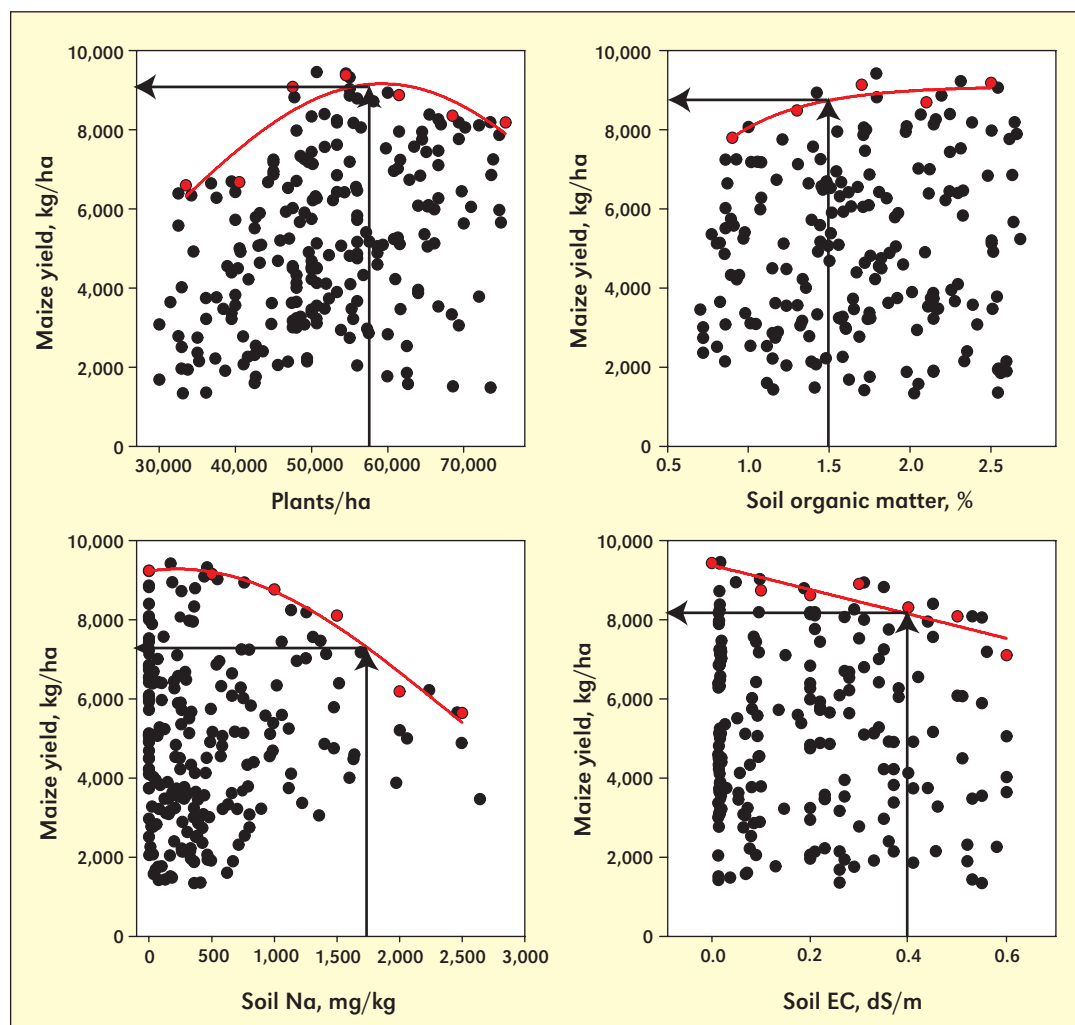 10,000
8,000
6,000
4,000
2,000
0
Maize yield, kg/ha
30,000 40,000 50,000 60,000 70,000
Plants/ha
10,000
8,000
6,000
4,000
2,000
0
Maize yield, kg/ha
0.5 1.0 1.5 2.0 2.5
Soil organic matter, %
10,000
8,000
6,000
4,000
2,000
0
Maize yield, kg/ha
0 500 1,000 1,500 2,000 2,500 3,000
Soil Na, mg/kg
10,000
8,000
6,000
4,000
2,000
0
Maize yield, kg/ha
0.0 0.2 0.4 0.6
Soil EC, dS/m